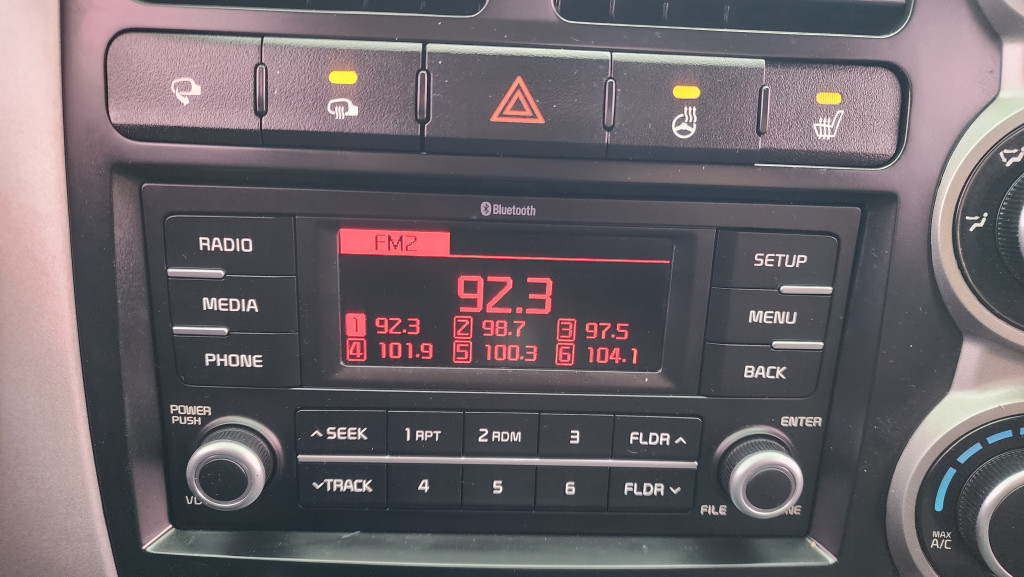 Bluetooth
RADIO
MEDIA
PHONE
FM2
92.3
1 92.3 2 98.7 3 97.5
4 101.9 5 100.3 6 104.1
SETUP
MENU
BACK
POWER
PUSH
SEEK 1 RPT 2 RDM 3 FLDR
TRACK 4 5 6 FLDR
ENTER
FILE
MAX
A/C